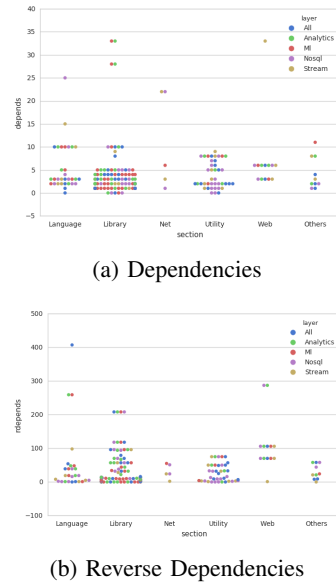 40
35
30
25
20
15
10
5
0
−5
depends
Language
Library
Net
Utility
Web
Others
section
layer
All
Analytics
Ml
Nosql
Stream
(a) Dependencies
500
400
300
200
100
0
−100
rdepends
Language
Library
Net
Utility
Web
Others
section
layer
All
Analytics
Ml
Nosql
Stream
(b) Reverse Dependencies